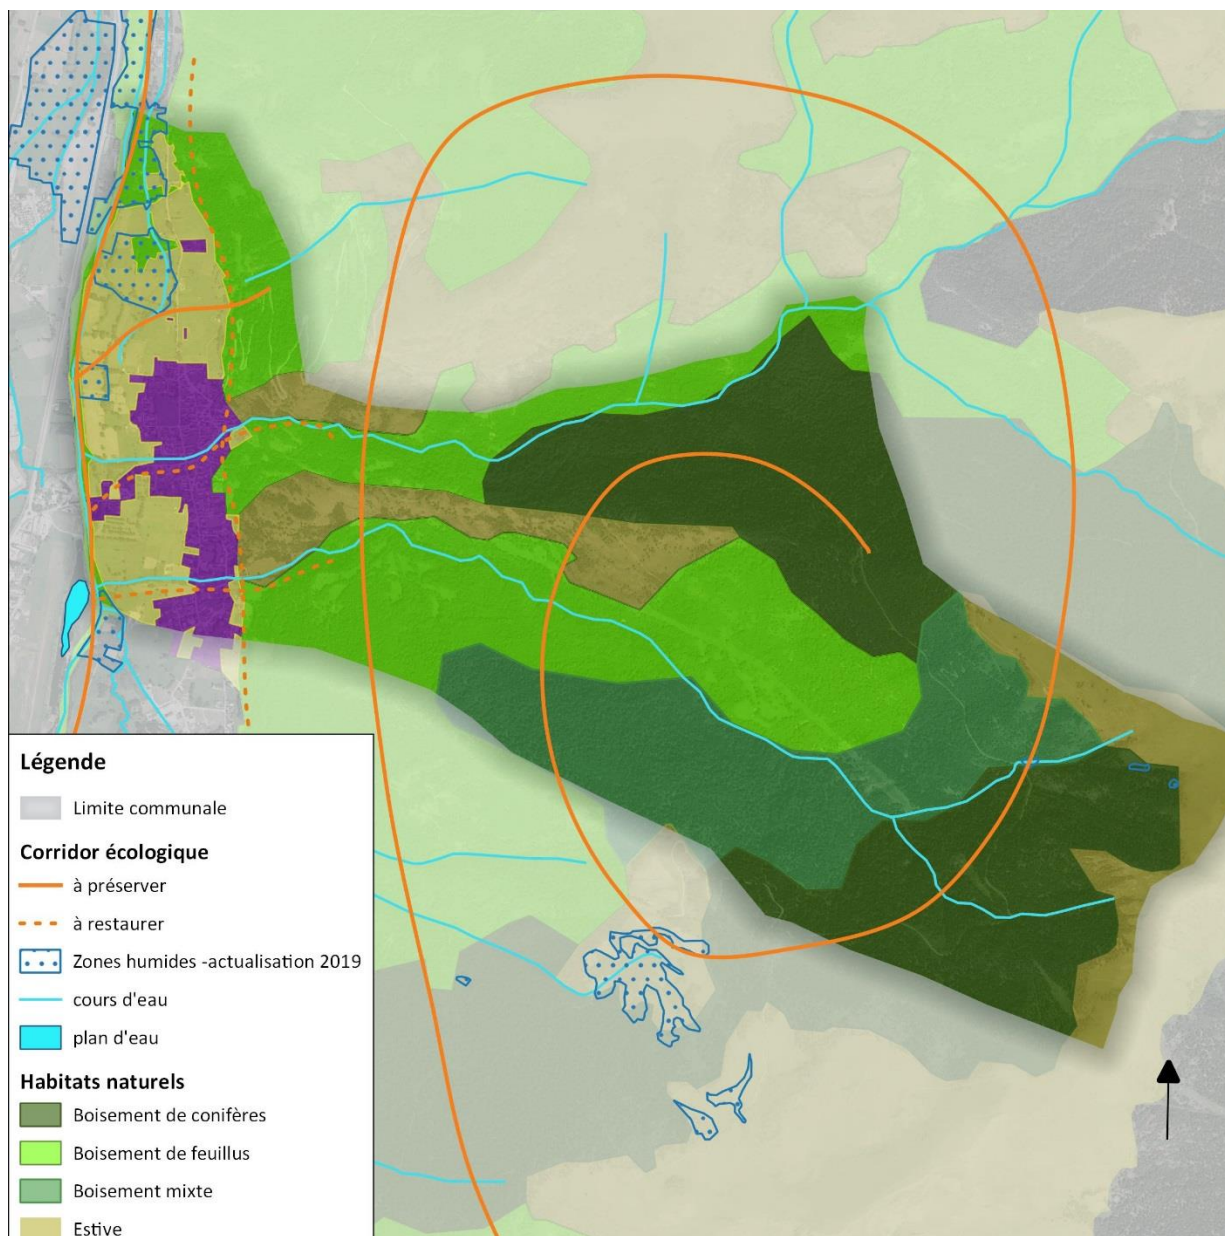 Légende
Limite communale
Corridor écologique
à préserver
à restaurer
Zones humides -actualisation 2019
cours d'eau
plan d'eau
Habitats naturels
Boisement de conifères
Boisement de feuillus
Boisement mixte
Estive